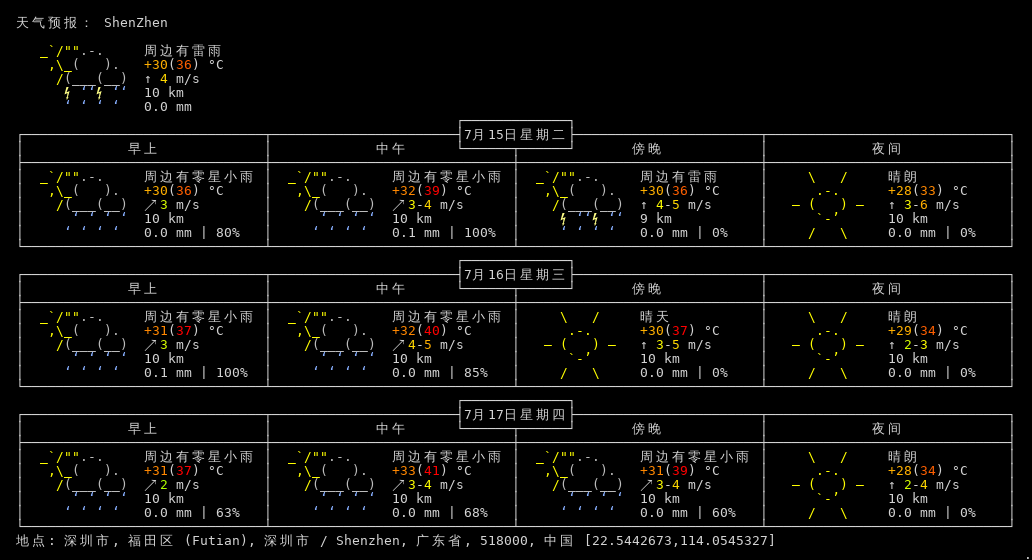 天气预报： ShenZhen
周边有雷雨
+30(36) °C
↑ 4 m/s
10 km
0.0 mm
7月15日星期二
早上 中午 傍晚 夜间
周边有零星小雨 周边有零星小雨 周边有雷雨 晴朗
+30(36) °C +32(39) °C +30(36) °C +28(33) °C
↗3 m/s ↗3-4 m/s ↑ 4-5 m/s ↑ 3-6 m/s
10 km 10 km 9 km 10 km
0.0 mm | 80% 0.1 mm | 100% 0.0 mm | 0% 0.0 mm | 0%
7月16日星期三
早上 中午 傍晚 夜间
周边有零星小雨 周边有零星小雨 晴天 晴朗
+31(37) °C +32(40) °C +30(37) °C +29(34) °C
↗3 m/s ↗4-5 m/s ↑ 3-5 m/s ↑ 2-3 m/s
10 km 10 km 10 km 10 km
0.1 mm | 100% 0.0 mm | 85% 0.0 mm | 0% 0.0 mm | 0%
7月17日星期四
早上 中午 傍晚 夜间
周边有零星小雨 周边有零星小雨 周边有零星小雨 晴朗
+31(37) °C +33(41) °C +31(39) °C +28(34) °C
↗2 m/s ↗3-4 m/s ↗3-4 m/s ↑ 2-4 m/s
10 km 10 km 10 km 10 km
0.0 mm | 63% 0.0 mm | 68% 0.0 mm | 60% 0.0 mm | 0%
地点: 深圳市, 福田区 (Futian), 深圳市 / Shenzhen, 广东省, 518000, 中国 [22.5442673,114.0545327]